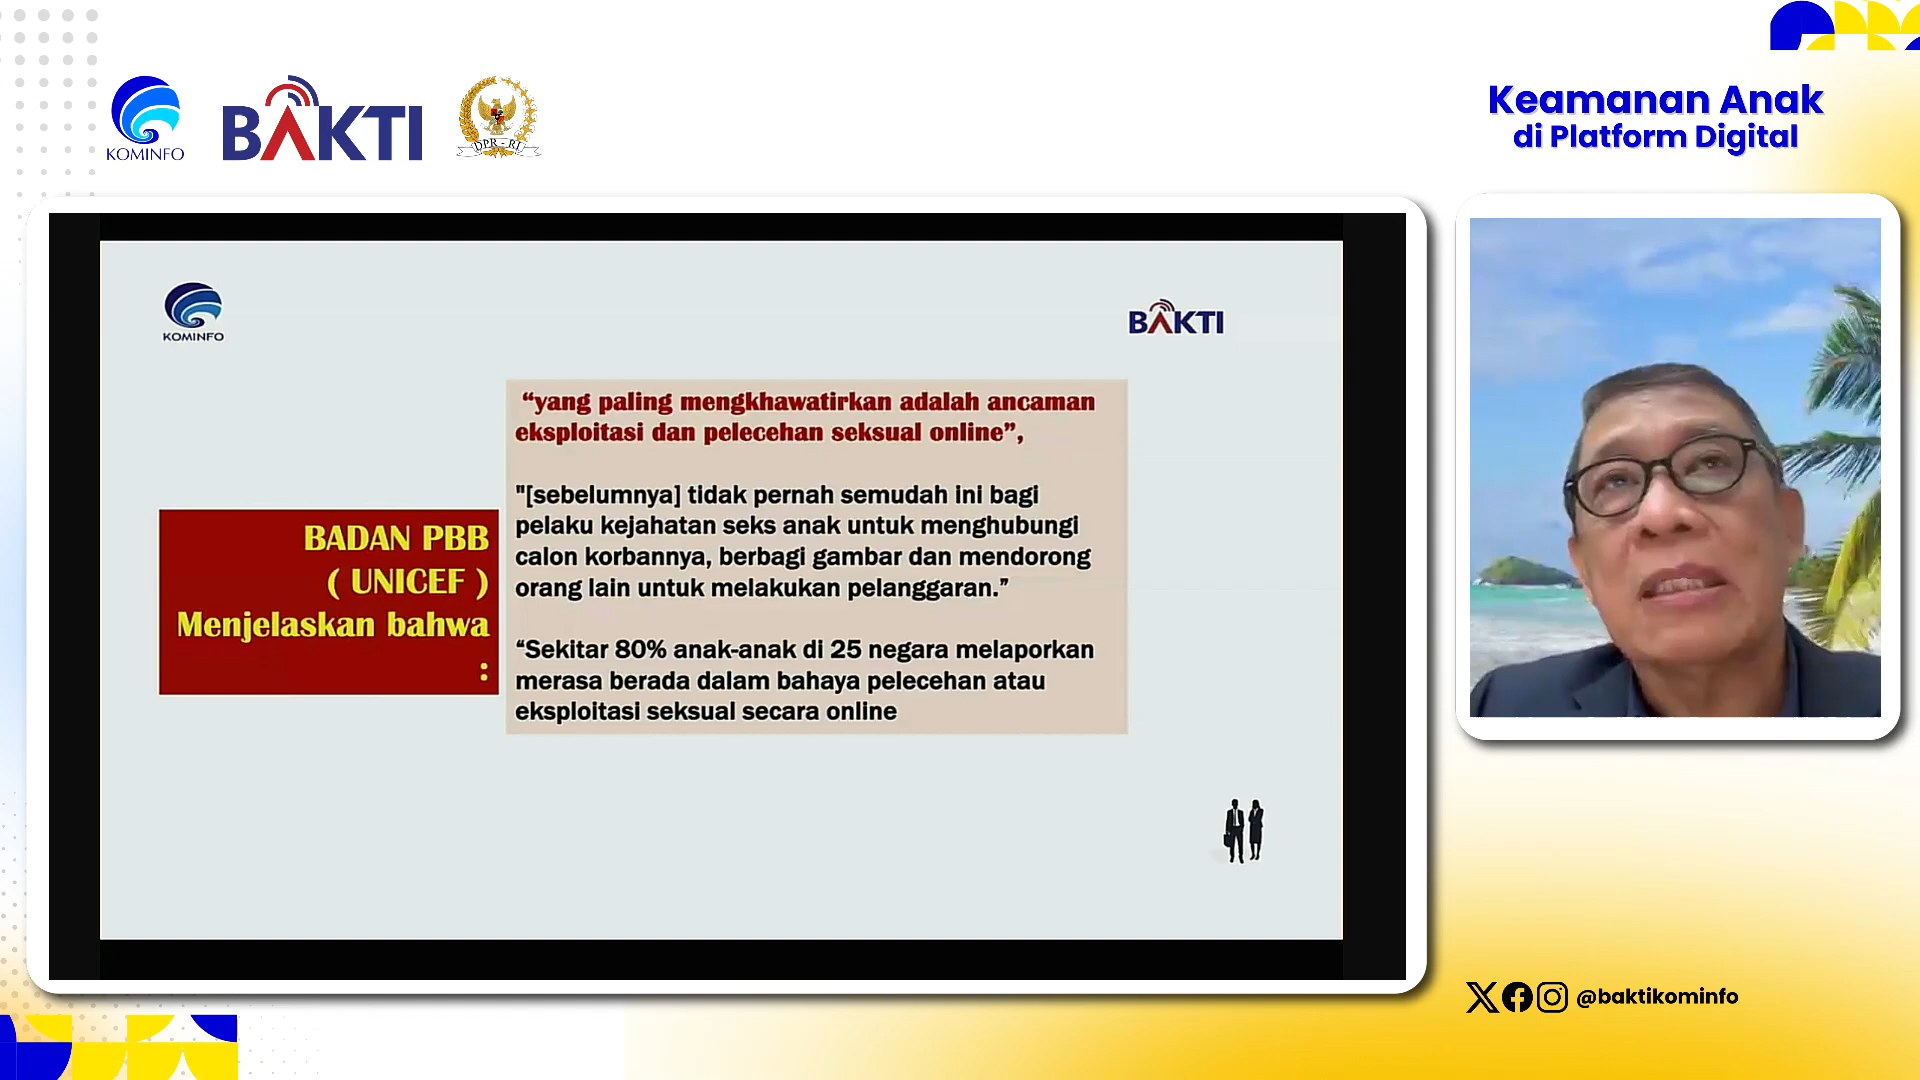 KOMINFO
BAKTI
DPR - RI
Keamanan Anak
di Platform Digital
KOMINFO
BAKTI
“yang paling mengkhawatirkan adalah ancaman
eksploitasi dan pelecehan seksual online”,
"[sebelumnya] tidak pernah semudah ini bagi
pelaku kejahatan seks anak untuk menghubungi
calon korbannya, berbagi gambar dan mendorong
orang lain untuk melakukan pelanggaran.”
“Sekitar 80% anak-anak di 25 negara melaporkan
merasa berada dalam bahaya pelecehan atau
eksploitasi seksual secara online
BADAN PBB
( UNICEF )
Menjelaskan bahwa
:
@baktikominfo